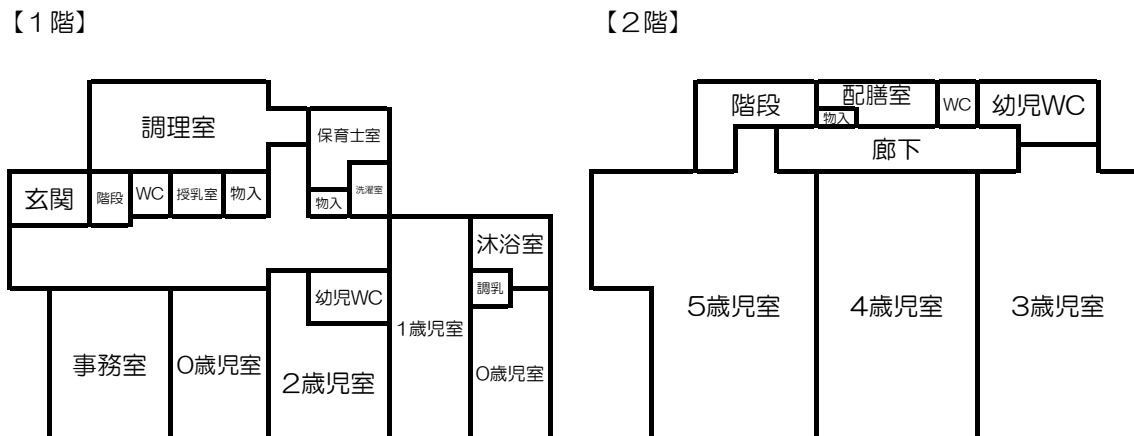 【１階】
調理室
保育士室
玄関
階段
WC
授乳室
物入
物入
洗濯室
沐浴室
調乳
幼児WC
1歳児室
事務室
0歳児室
2歳児室
0歳児室
【２階】
階段
配膳室
物入
WC
幼児WC
廊下
5歳児室
4歳児室
3歳児室